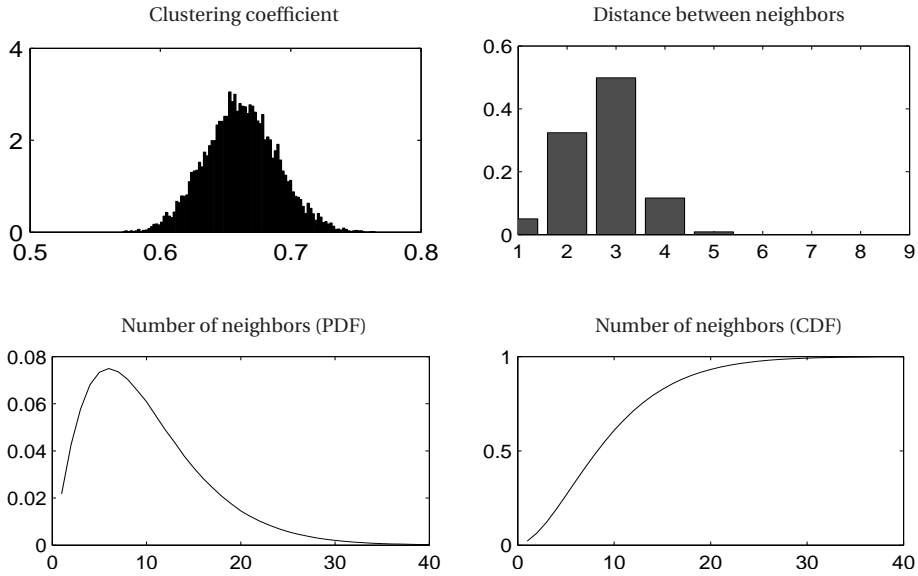 Clustering coefficient
4
2
0
0.5 0.6 0.7 0.8
Distance between neighbors
0.6
0.4
0.2
0
1 2 3 4 5 6 7 8 9
Number of neighbors (PDF)
0.08
0.06
0.04
0.02
0
0 10 20 30 40
Number of neighbors (CDF)
1
0.5
0
0 10 20 30 40